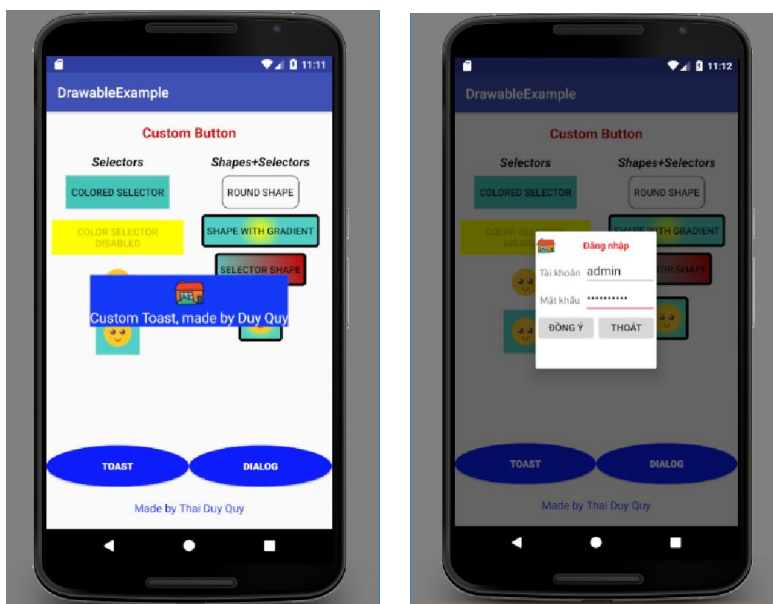 11:11
DrawableExample
Custom Button
Selectors
Shapes+Selectors
COLORED SELECTOR
ROUND SHAPE
COLOR SELECTOR
DISABLED
SHAPE WITH GRADIENT
SELECTOR SHAPE
Custom Toast, made by Duy Quy
TOAST
DIALOG
Made by Thai Duy Quy
11:12
DrawableExample
Custom Button
Selectors
Shapes+Selectors
COLORED SELECTOR
ROUND SHAPE
SHAPE WITH GRADIENT
Đăng nhập
Tài khoản admin
Mật khẩu ••••••••••
ĐỒNG Ý
THOÁT
TOAST
DIALOG
Made by Thai Duy Quy